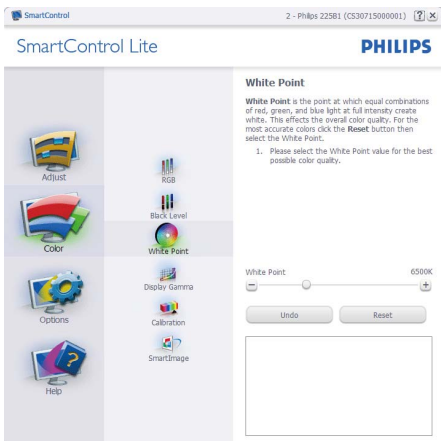 SmartControl
2 - Philips 225B1 (CS30715000001)
SmartControl Lite
PHILIPS
Adjust
Color
Options
Help
RGB
Black Level
White Point
Display Gamma
Calibration
SmartImage
White Point
White Point is the point at which equal combinations
of red, green, and blue light at full intensity create
white. This effects the overall color quality. For the
most accurate colors click the Reset button then
select the White Point.
1. Please select the White Point value for the best
possible color quality.
White Point 6500K
Undo Reset